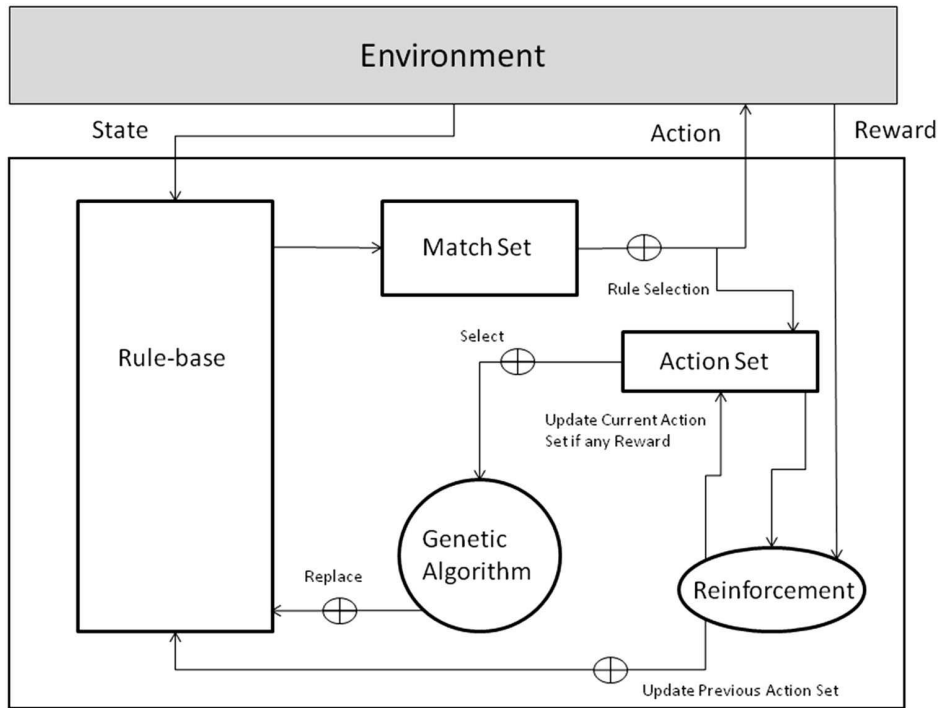 Environment
State
Action
Reward
Match Set
Rule Selection
Rule-base
Select
Action Set
Update Current Action
Set if any Reward
Genetic
Algorithm
Replace
Reinforcement
Update Previous Action Set